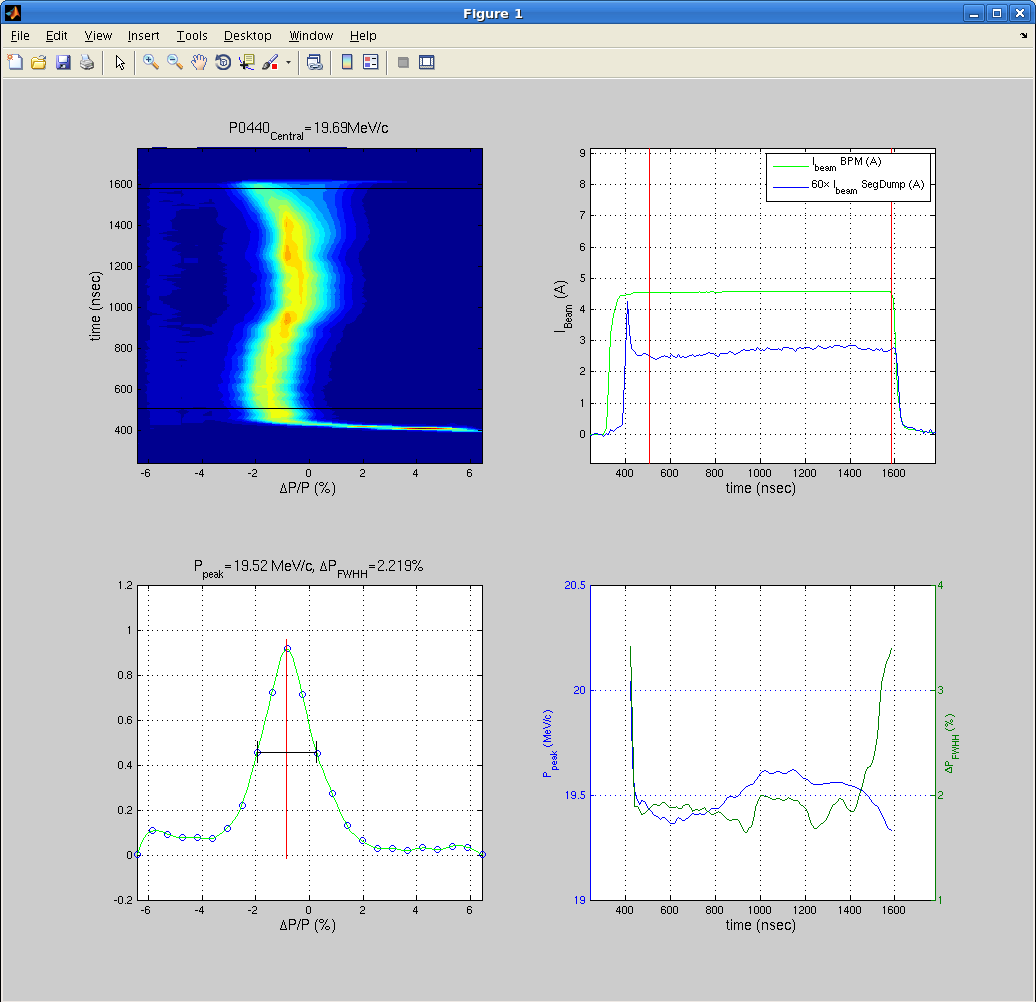 Figure 1
File Edit View Insert Tools Desktop Window Help
P0440Central=19.69MeV/c
1600
1400
1200
1000
800
600
400
time (nsec)
-6 -4 -2 0 2 4 6
ΔP/P (%)
9
8
7
6
5
4
3
2
1
0
IBeam (A)
Ibeam BPM (A)
60× Ibeam SegDump (A)
400 600 800 1000 1200 1400 1600
time (nsec)
Ppeak=19.52 MeV/c, ΔPFWHH=2.219%
1.2
1
0.8
0.6
0.4
0.2
0
-0.2
-6 -4 -2 0 2 4 6
ΔP/P (%)
20.5
20
19.5
19
Ppeak (MeV/c)
4
3
2
1
ΔPFWHH (%)
400 600 800 1000 1200 1400 1600
time (nsec)